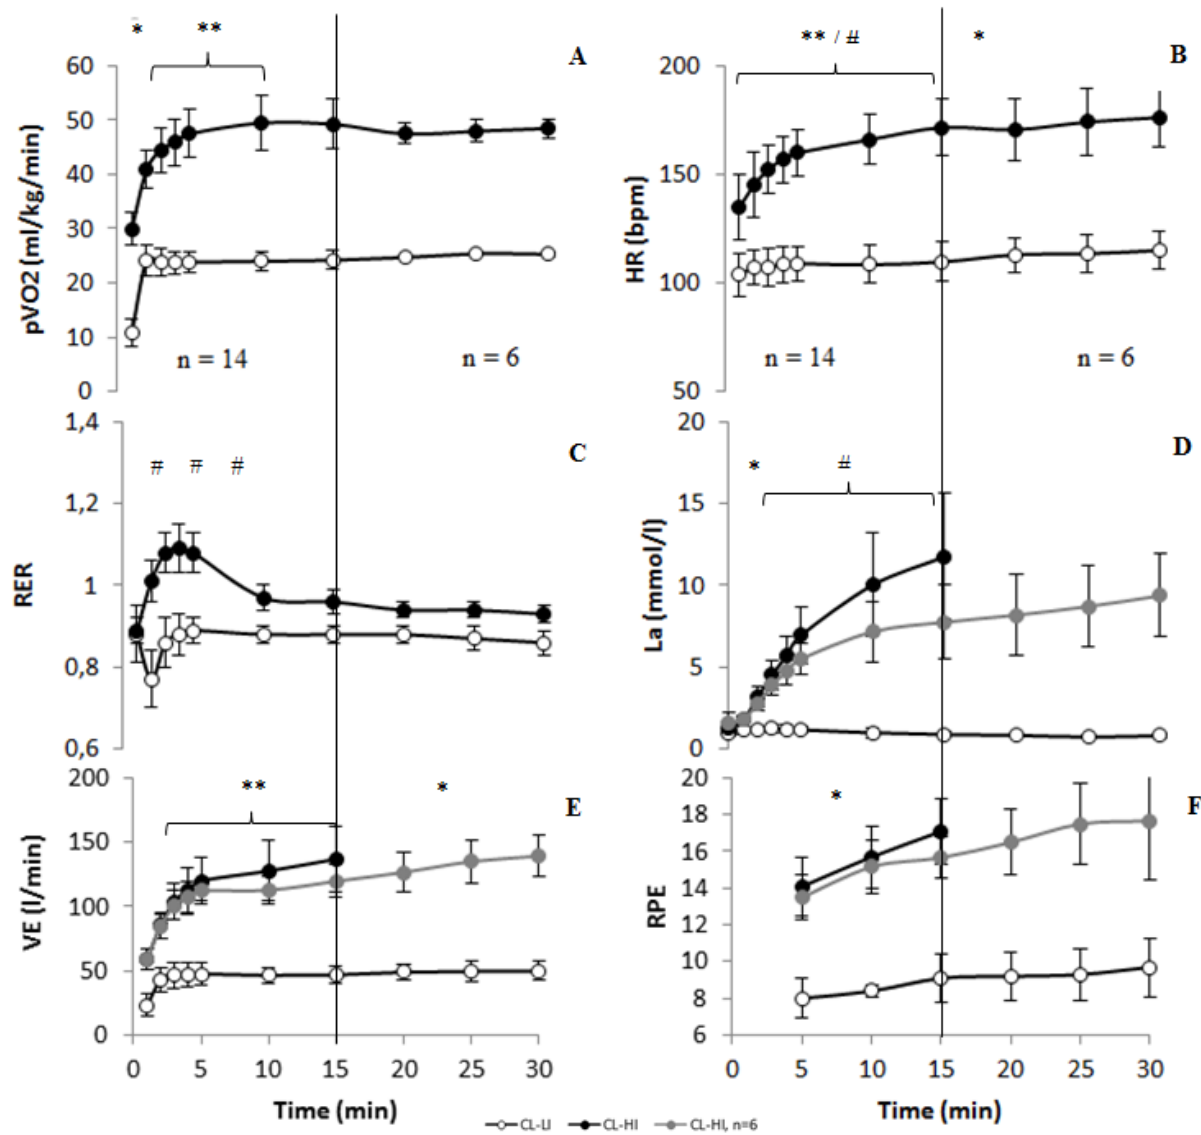 * ** A
60
50
40
30
20
10
0
pVO2 (ml/kg/min)
n = 14 n = 6
** / # * B
200
150
100
50
HR (bpm)
n = 14 n = 6
1,4
1,2
1
0,8
0,6
RER
# # # C
20
15
10
5
0
La (mmol/l)
* # D
200
150
100
50
0
VE (l/min)
** * E
0 5 10 15 20 25 30
Time (min)
20
18
16
14
12
10
8
6
RPE
* F
0 5 10 15 20 25 30
Time (min)
CL-LI CL-HI CL-HI, n=6